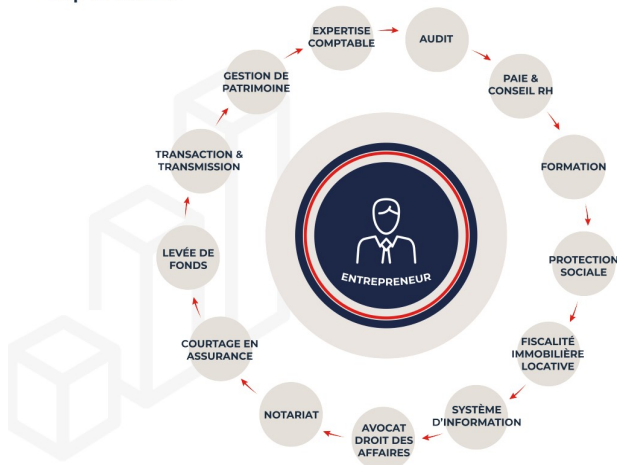 EXPERTISE
COMPTABLE
AUDIT
PAIE &
CONSEIL RH
FORMATION
PROTECTION
SOCIALE
FISCALITÉ
IMMOBILIÈRE
LOCATIVE
SYSTÈME
D'INFORMATION
AVOCAT
DROIT DES
AFFAIRES
NOTARIAT
COURTAGE EN
ASSURANCE
LEVÉE DE
FONDS
TRANSACTION &
TRANSMISSION
GESTION DE
PATRIMOINE
ENTREPRENEUR